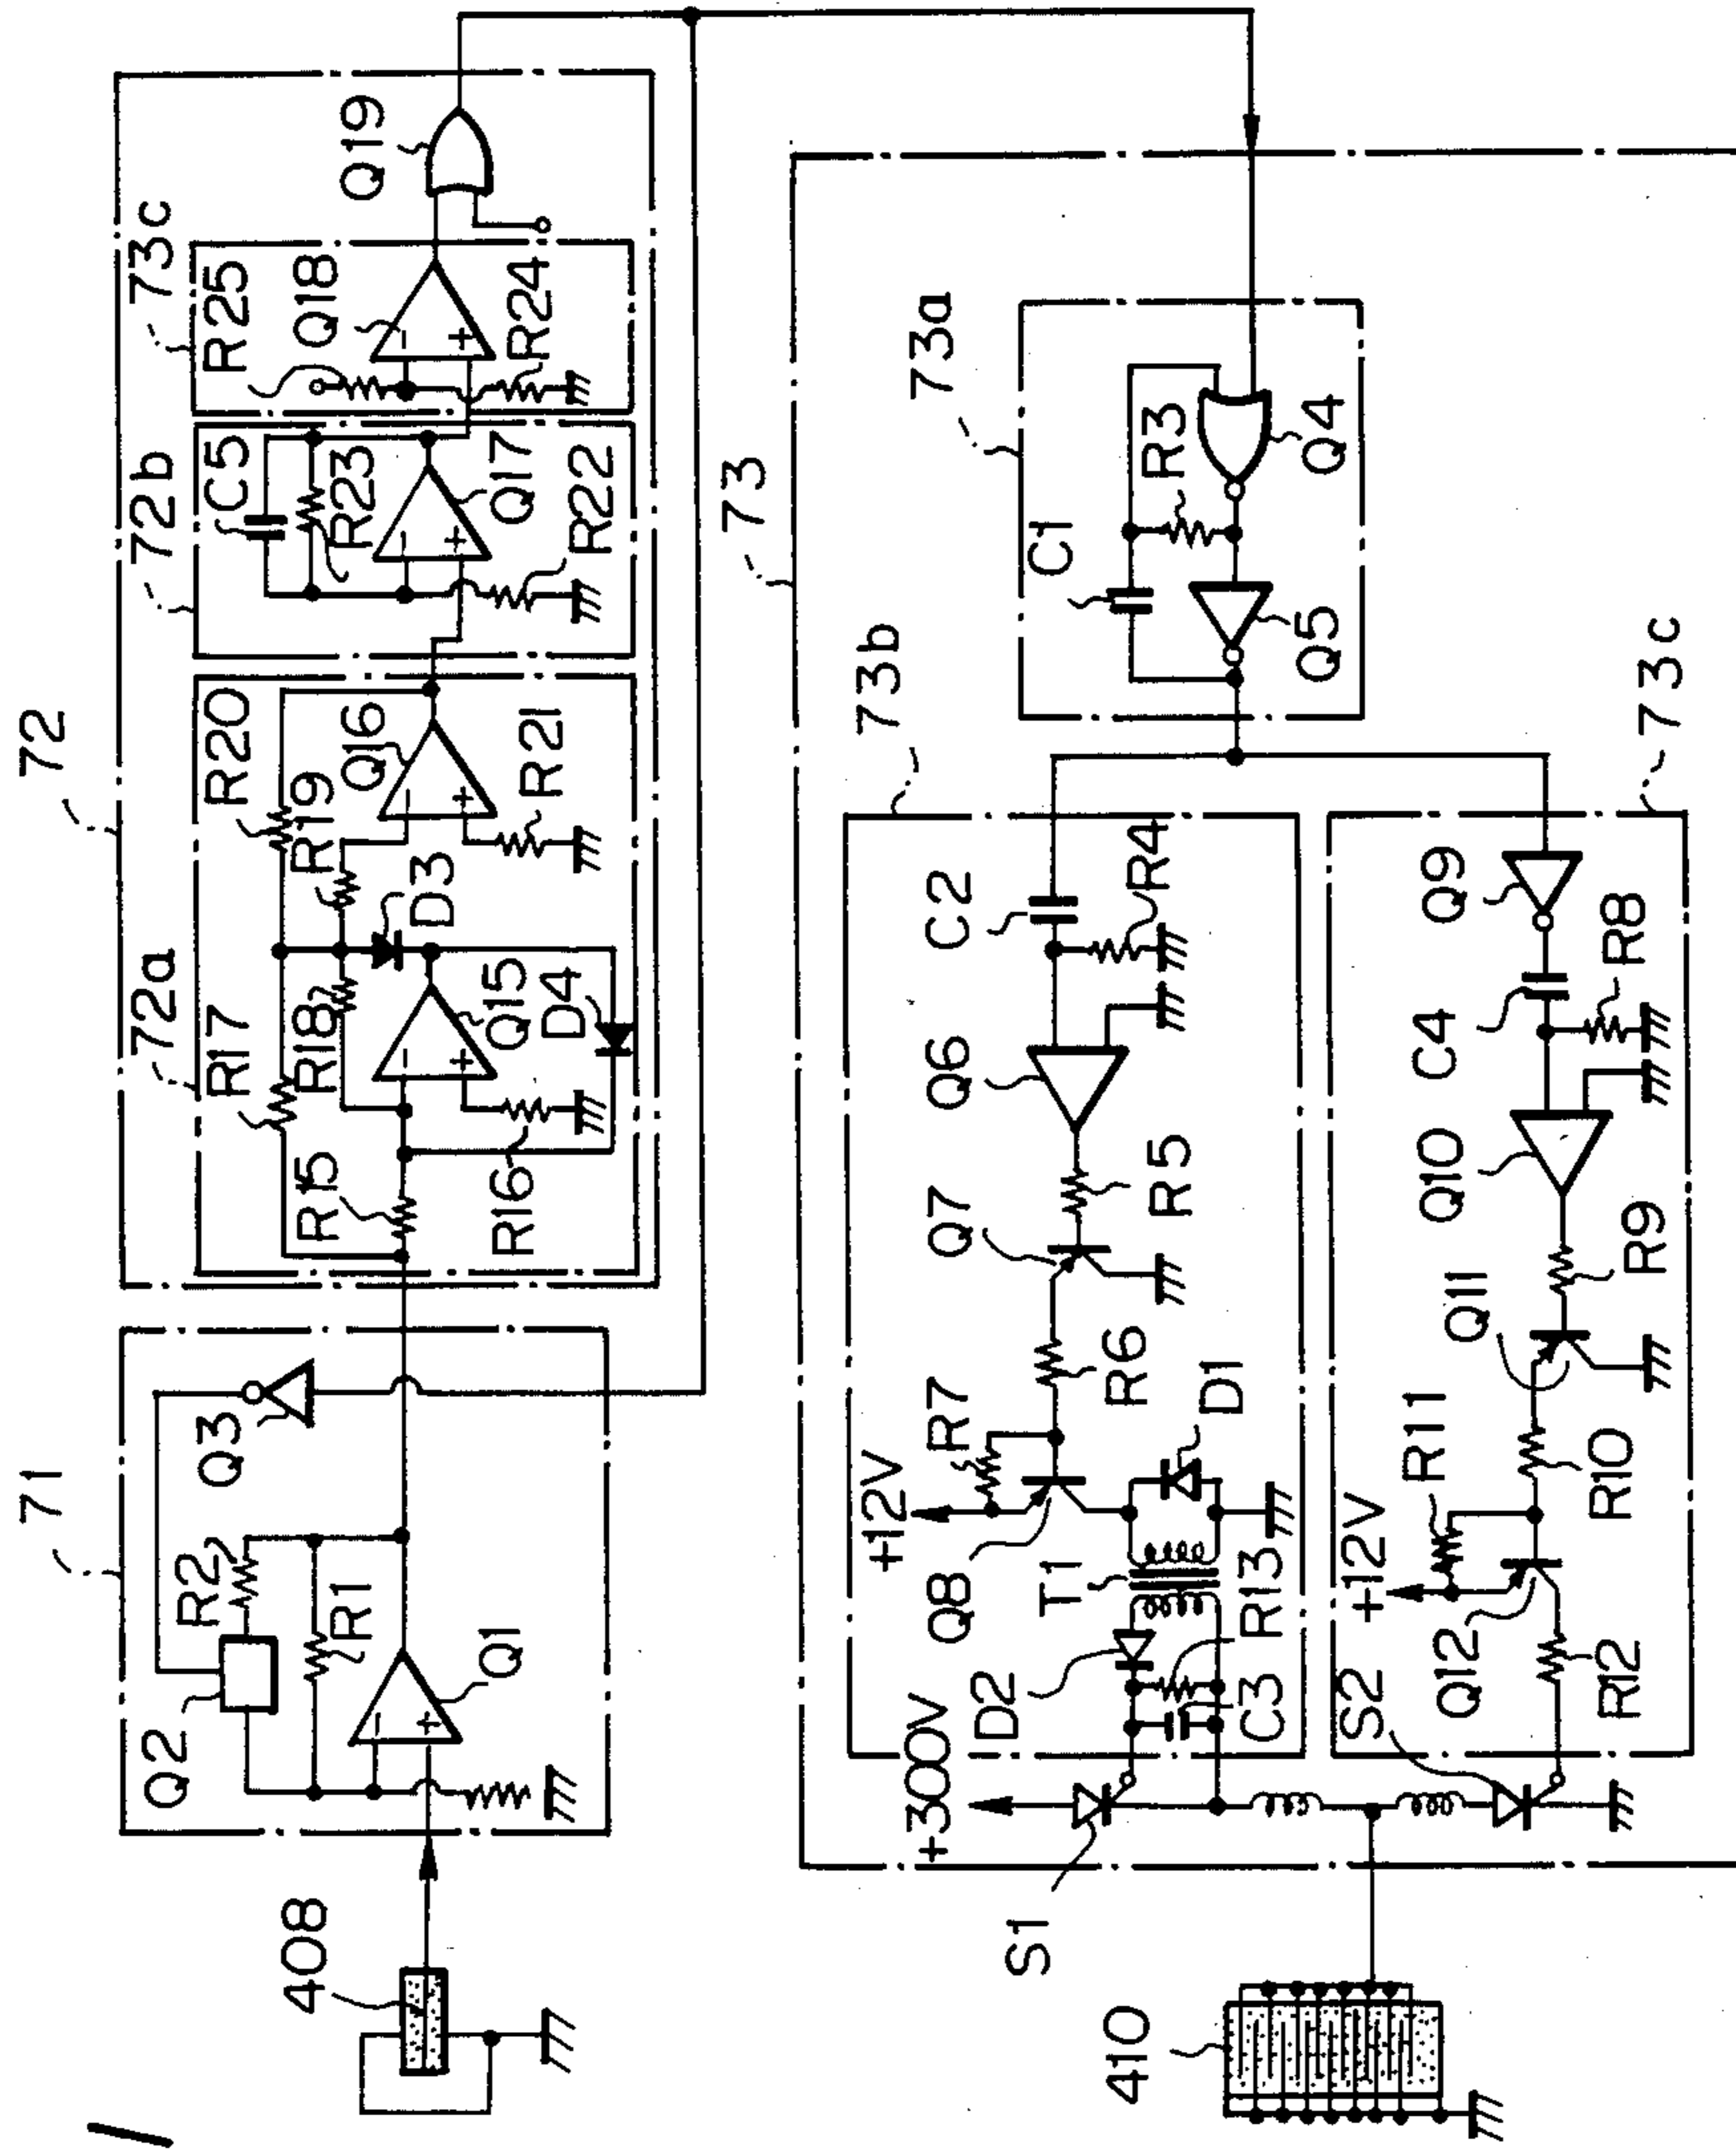 71
72
Q2
R2
R1
Q1
Q3
408
72a
R17
R15
R18
R16
Q15
D4
D3
R19
R20
Q16
R21
72b
C5
R23
Q17
R22
73c
R25
Q18
R24
Q19
73
73a
C1
R3
Q4
Q5
73b
C2
R4
Q6
R5
Q7
R6
R7
+12V
Q8
T1
D1
D2
R13
C3
+300V
S1
410
73c
Q9
C4
R8
Q10
R9
Q11
R10
R11
+12V
Q12
R12
S2
− +
− +
− +
− +
− +